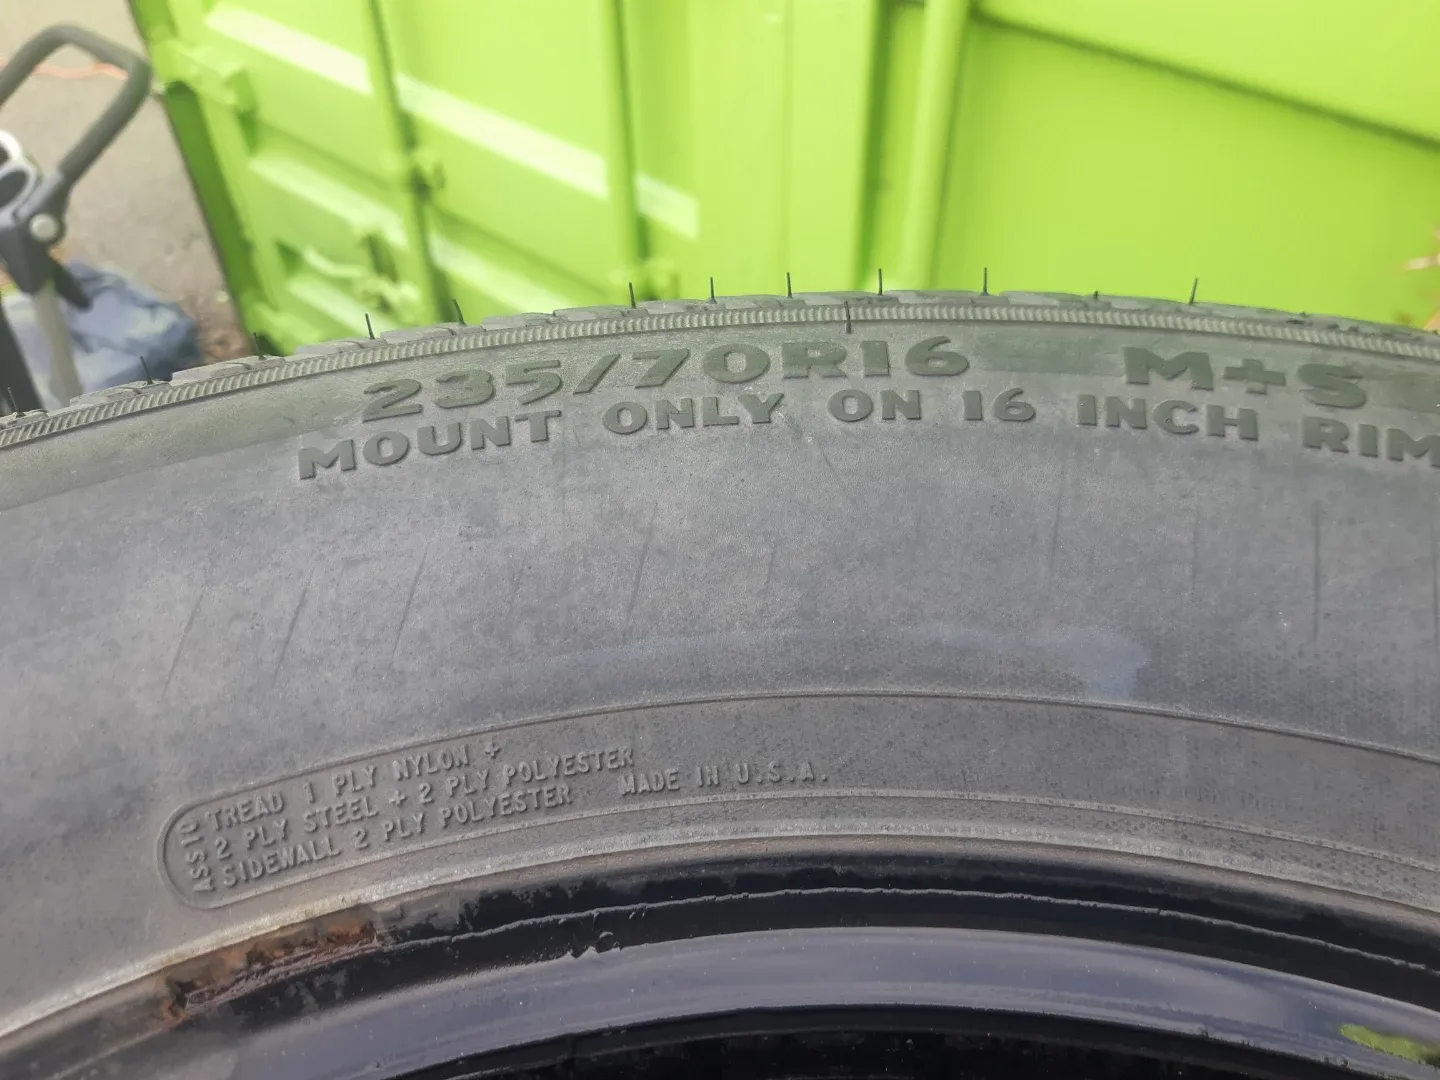 235/70R16 M+S
MOUNT ONLY ON 16 INCH RIM
TREAD 1 PLY NYLON +
2 PLY STEEL + 2 PLY POLYESTER
SIDEWALL 2 PLY POLYESTER
MADE IN U.S.A.